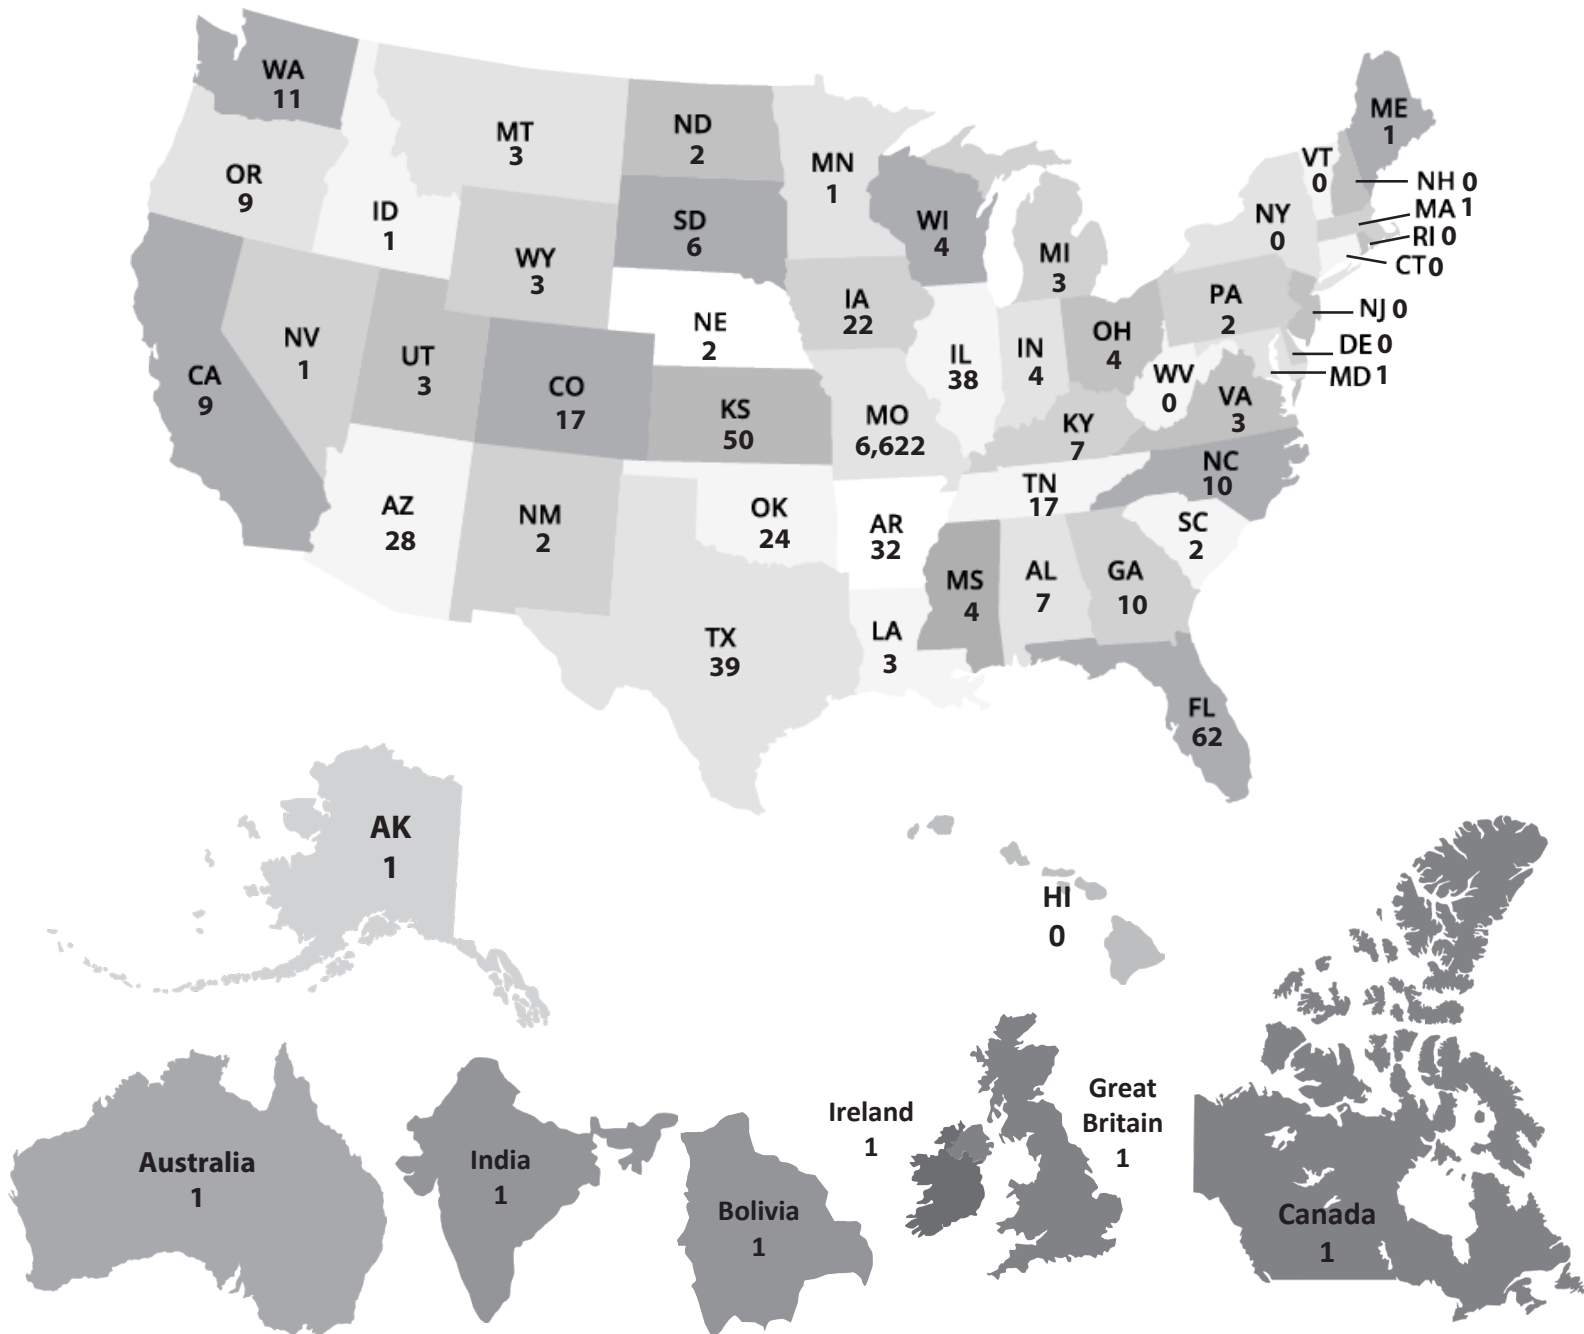 WA
11
OR
9
CA
9
ID
1
NV
1
MT
3
WY
3
UT
3
CO
17
AZ
28
NM
2
ND
2
SD
6
NE
2
KS
50
OK
24
TX
39
MN
1
IA
22
MO
6,622
AR
32
LA
3
WI
4
IL
38
MI
3
IN
4
OH
4
KY
7
TN
17
MS
4
AL
7
GA
10
FL
62
SC
2
NC
10
VA
3
WV
0
PA
2
NY
0
VT
0
ME
1
NH 0
MA 1
RI 0
CT 0
NJ 0
DE 0
MD 1
AK
1
HI
0
Australia
1
India
1
Bolivia
1
Ireland
1
Great
Britain
1
Canada
1